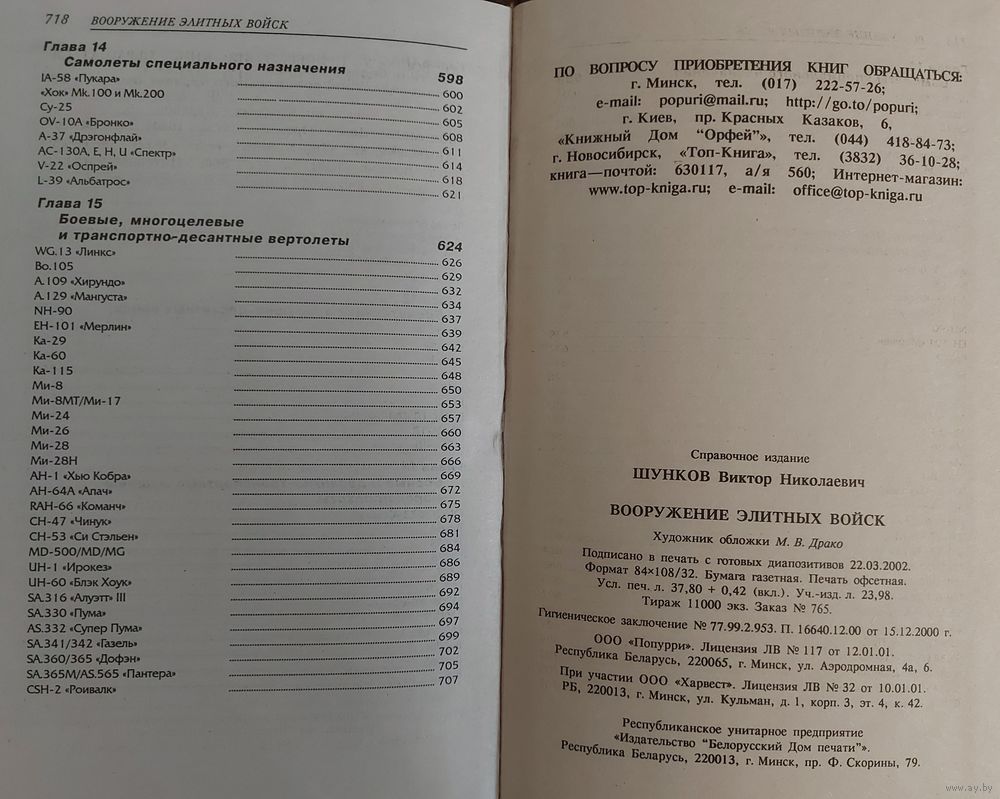 718 ВООРУЖЕНИЕ ЭЛИТНЫХ ВОЙСК
Глава 14
Самолеты специального назначения 598
IA-58 «Пукара» 600
«Хок» Mk.100 и Mk.200 602
Су-25 605
OV-10A «Бронко» 608
A-37 «Дрэгонфлай» 611
AC-130A, E, H, U «Спектр» 614
V-22 «Оспрей» 618
L-39 «Альбатрос» 621
Глава 15
Боевые, многоцелевые
и транспортно-десантные вертолеты 624
WG.13 «Линкс» 626
Bo.105 629
A.109 «Хирундо» 632
A.129 «Мангуста» 634
NH-90 637
EH-101 «Мерлин» 639
Ка-29 642
Ка-60 645
Ка-115 648
Ми-8 650
Ми-8МТ/Ми-17 653
Ми-24 657
Ми-26 660
Ми-28 663
Ми-28Н 666
AH-1 «Хью Кобра» 669
AH-64A «Апач» 672
RAH-66 «Команч» 675
CH-47 «Чинук» 678
CH-53 «Си Стэльен» 681
MD-500/MD/MG 684
UH-1 «Ирокез» 686
UH-60 «Блэк Хоук» 689
SA.316 «Алуэтт» III 692
SA.330 «Пума» 694
AS.332 «Супер Пума» 697
SA.341/342 «Газель» 699
SA.360/365 «Дофэн» 702
SA.365M/AS.565 «Пантера» 705
CSH-2 «Роивалк» 707
ПО ВОПРОСУ ПРИОБРЕТЕНИЯ КНИГ ОБРАЩАТЬСЯ:
г. Минск, тел. (017) 222-57-26;
e-mail: popuri@mail.ru; http://go.to/popuri;
г. Киев, пр. Красных Казаков, 6,
«Книжный Дом “Орфей”», тел. (044) 418-84-73;
г. Новосибирск, «Топ-Книга», тел. (3832) 36-10-28;
книга—почтой: 630117, а/я 560; Интернет-магазин:
www.top-kniga.ru; e-mail: office@top-kniga.ru
Справочное издание
ШУНКОВ Виктор Николаевич
ВООРУЖЕНИЕ ЭЛИТНЫХ ВОЙСК
Художник обложки М. В. Драко
Подписано в печать с готовых диапозитивов 22.03.2002.
Формат 84×108/32. Бумага газетная. Печать офсетная.
Усл. печ. л. 37,80 + 0,42 (вкл.). Уч.-изд. л. 23,98.
Тираж 11000 экз. Заказ № 765.
Гигиеническое заключение № 77.99.2.953. П. 16640.12.00 от 15.12.2000 г.
ООО «Попурри». Лицензия ЛВ № 117 от 12.01.01.
Республика Беларусь, 220065, г. Минск, ул. Аэродромная, 4а, 6.
При участии ООО «Харвест». Лицензия ЛВ № 32 от 10.01.01.
РБ, 220013, г. Минск, ул. Кульман, д. 1, корп. 3, эт. 4, к. 42.
Республиканское унитарное предприятие
«Издательство “Белорусский Дом печати”».
Республика Беларусь, 220013, г. Минск, пр. Ф. Скорины, 79.
www.ay.by